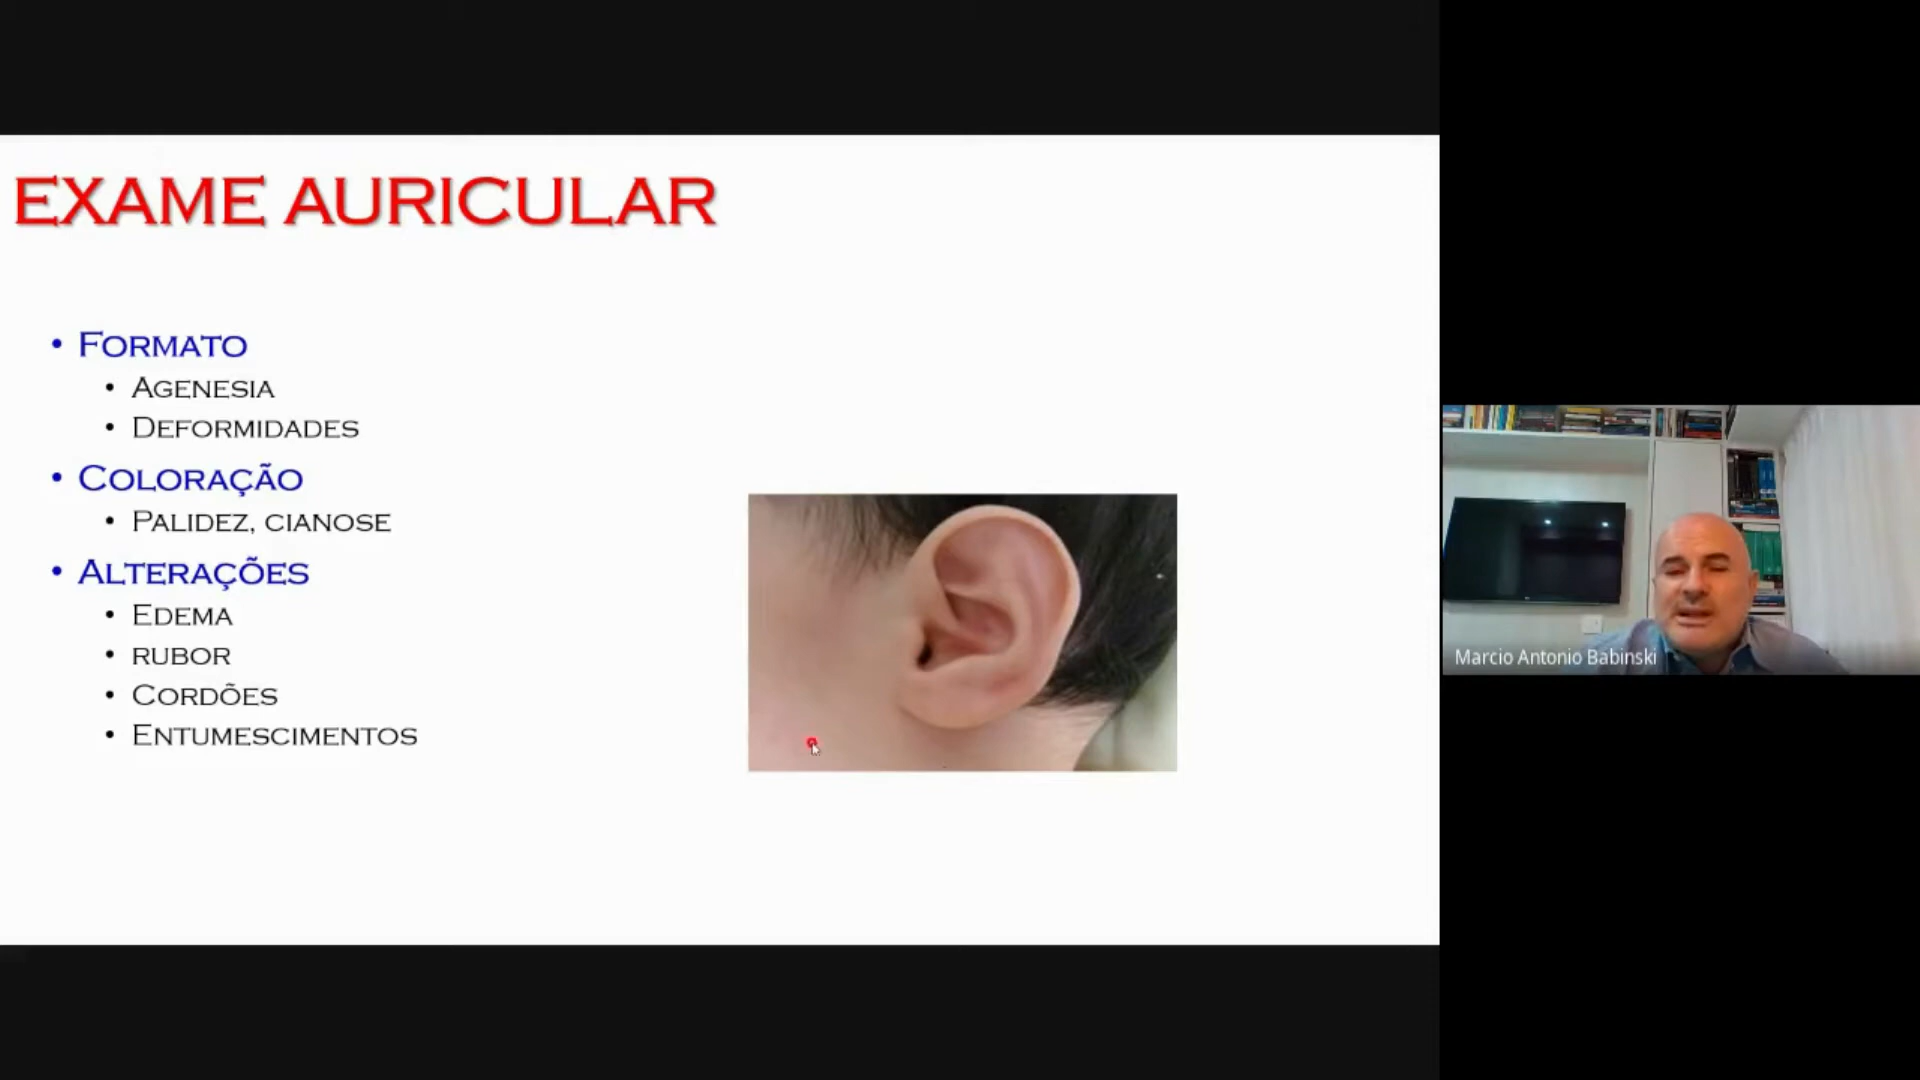 EXAME AURICULAR
• FORMATO
• AGENESIA
• DEFORMIDADES
• COLORAÇÃO
• PALIDEZ, CIANOSE
• ALTERAÇÕES
• EDEMA
• RUBOR
• CORDÕES
• ENTUMESCIMENTOS
Marcio Antonio Babinski